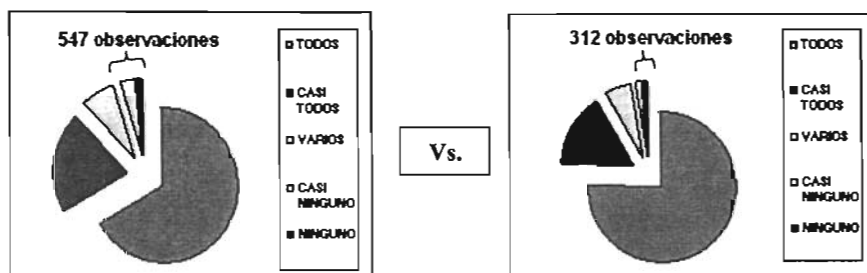 547 observaciones
TODOS
CASI
TODOS
VARIOS
CASI
NINGUNO
NINGUNO
Vs.
312 observaciones
TODOS
CASI
TODOS
VARIOS
CASI
NINGUNO
NINGUNO